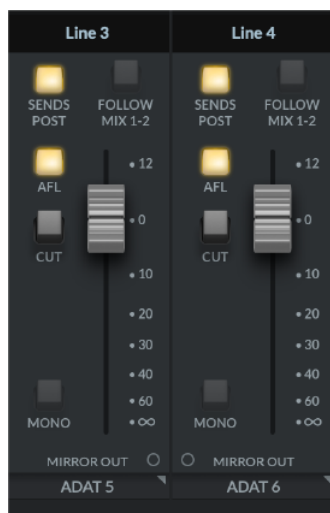 Line 3 Line 4
SENDS FOLLOW SENDS FOLLOW
POST MIX 1-2 POST MIX 1-2
• 12 • 12
AFL AFL
• 0 • 0
CUT CUT
• 10 • 10
• 20 • 20
• 30 • 30
• 40 • 40
• 60 • 60
MONO • ∞ MONO • ∞
MIRROR OUT MIRROR OUT
ADAT 5 ADAT 6